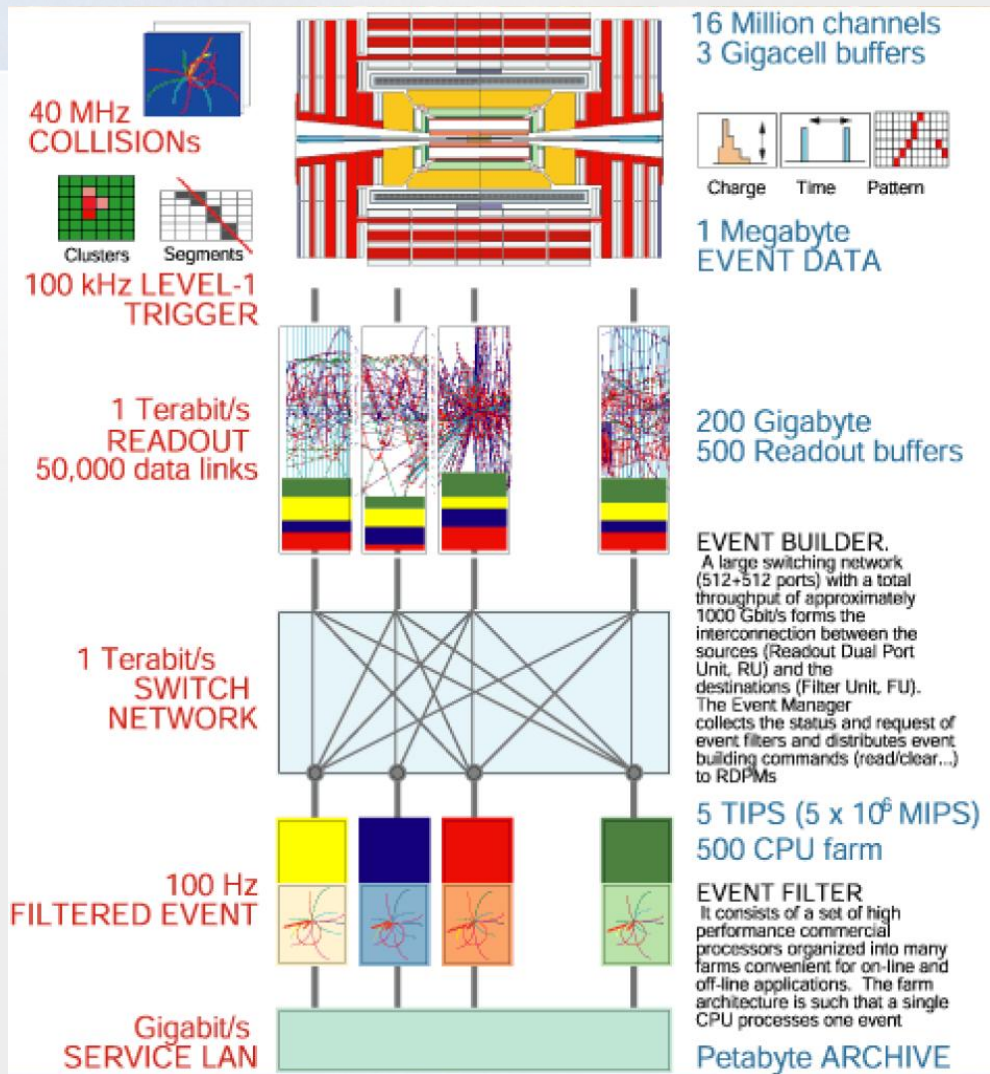 16 Million channels
3 Gigacell buffers
40 MHz
COLLISIONs
Charge
Time
Pattern
Clusters
Segments
1 Megabyte
EVENT DATA
100 kHz LEVEL-1
TRIGGER
1 Terabit/s
READOUT
50,000 data links
200 Gigabyte
500 Readout buffers
EVENT BUILDER.
A large switching network
(512+512 ports) with a total
throughput of approximately
1000 Gbit/s forms the
interconnection between the
sources (Readout Dual Port
Unit, RU) and the
destinations (Filter Unit, FU).
The Event Manager
collects the status and request of
event filters and distributes event
building commands (read/clear...)
to RDPMs
1 Terabit/s
SWITCH
NETWORK
5 TIPS (5 x 10⁶ MIPS)
500 CPU farm
100 Hz
FILTERED EVENT
EVENT FILTER
It consists of a set of high
performance commercial
processors organized into many
farms convenient for on-line and
off-line applications. The farm
architecture is such that a single
CPU processes one event
Gigabit/s
SERVICE LAN
Petabyte ARCHIVE